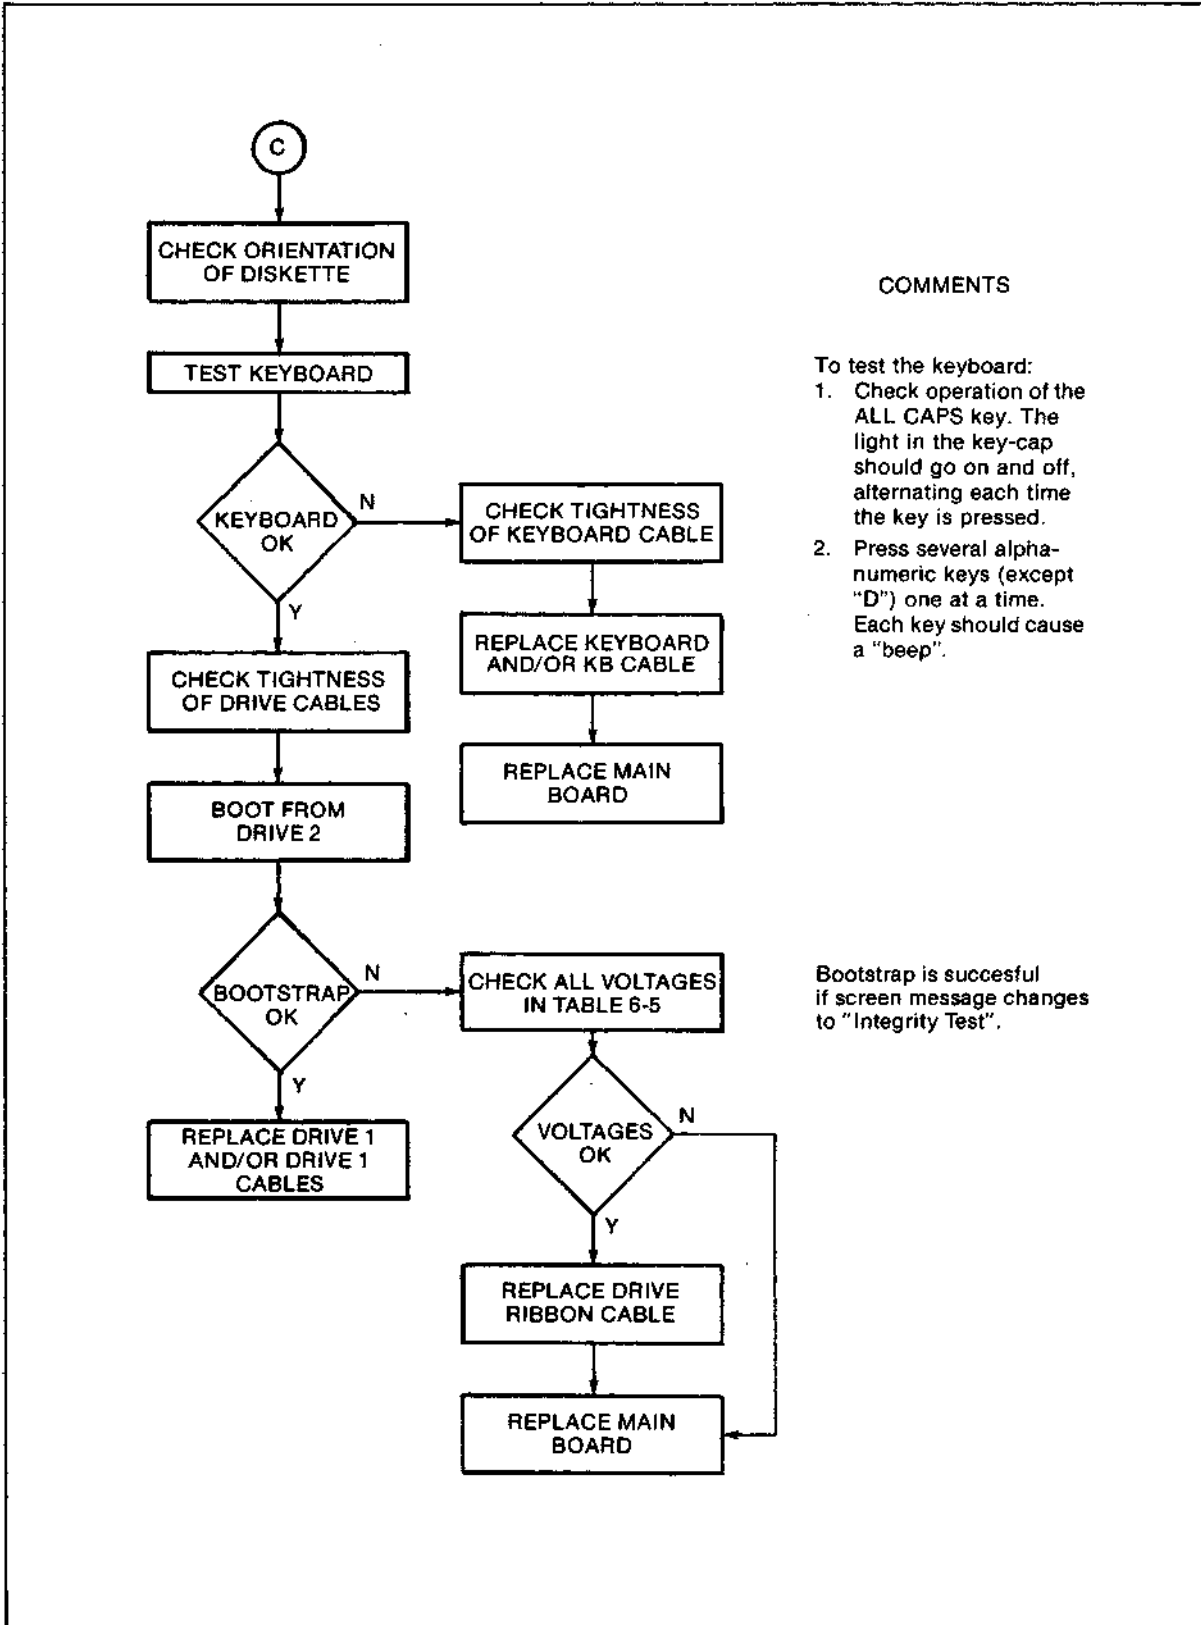 C
CHECK ORIENTATION
OF DISKETTE
TEST KEYBOARD
KEYBOARD
OK
N
Y
CHECK TIGHTNESS
OF KEYBOARD CABLE
REPLACE KEYBOARD
AND/OR KB CABLE
REPLACE MAIN
BOARD
CHECK TIGHTNESS
OF DRIVE CABLES
BOOT FROM
DRIVE 2
BOOTSTRAP
OK
N
Y
REPLACE DRIVE 1
AND/OR DRIVE 1
CABLES
CHECK ALL VOLTAGES
IN TABLE 6-5
VOLTAGES
OK
N
Y
REPLACE DRIVE
RIBBON CABLE
REPLACE MAIN
BOARD
COMMENTS
To test the keyboard:
1. Check operation of the
ALL CAPS key. The
light in the key-cap
should go on and off,
alternating each time
the key is pressed.
2. Press several alpha-
numeric keys (except
"D") one at a time.
Each key should cause
a "beep".
Bootstrap is succesful
if screen message changes
to "Integrity Test".